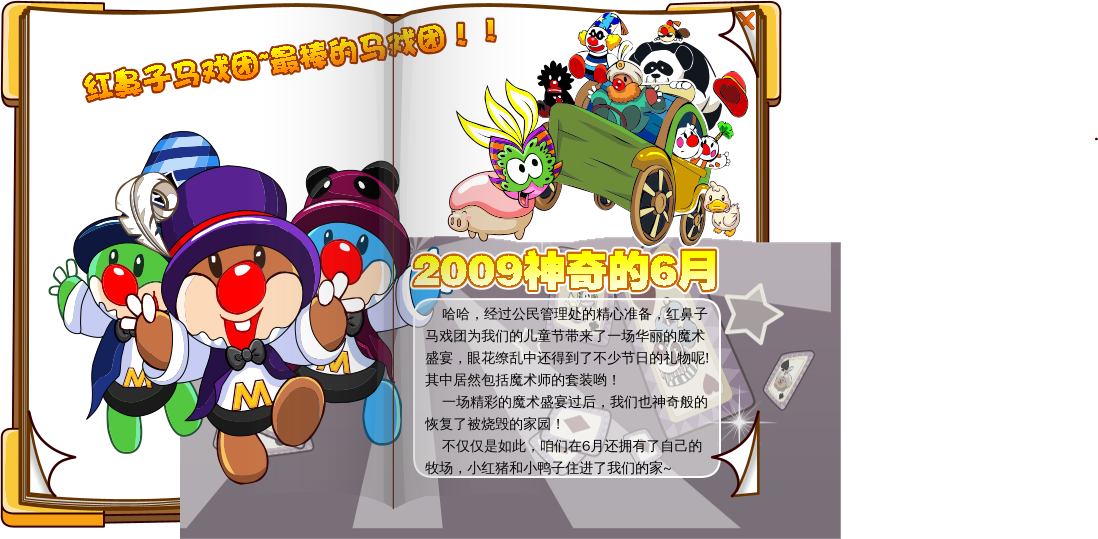 红鼻子马戏团~最棒的马戏团！！
2009神奇的6月
哈哈，经过公民管理处的精心准备，红鼻子
马戏团为我们的儿童节带来了一场华丽的魔术
盛宴，眼花缭乱中还得到了不少节日的礼物呢!
其中居然包括魔术师的套装哟！
一场精彩的魔术盛宴过后，我们也神奇般的
恢复了被烧毁的家园！
不仅仅是如此，咱们在6月还拥有了自己的
牧场，小红猪和小鸭子住进了我们的家~
M
M
M